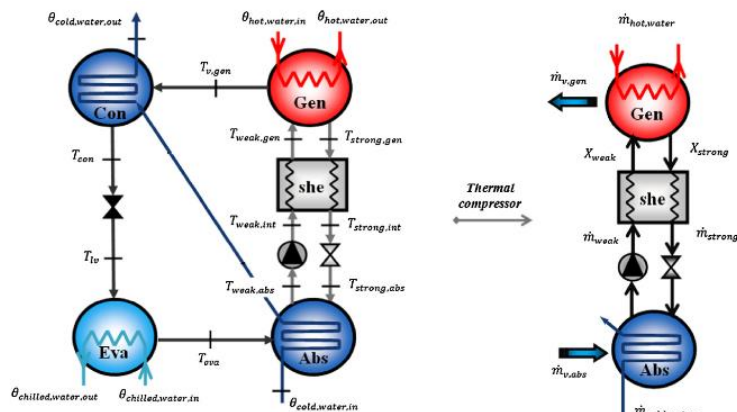 θcold,water,out
θhot,water,in
θhot,water,out
Tv,gen
Con
Gen
Tweak,gen
Tstrong,gen
Tcon
she
Tweak,int
Tstrong,int
Tlv
Tweak,abs
Tstrong,abs
Eva
Teva
Abs
θchilled,water,out
θchilled,water,in
θcold,water,in
Thermal
compressor
ṁhot,water
ṁv,gen
Gen
Xweak
Xstrong
she
ṁweak
ṁstrong
ṁv,abs
Abs